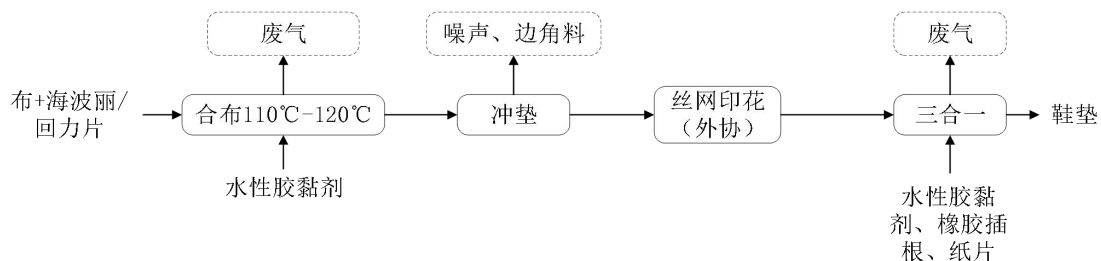 废气
噪声、边角料
废气
布+海波丽/
回力片
合布110℃-120℃
冲垫
丝网印花
（外协）
三合一
鞋垫
水性胶黏剂
水性胶黏
剂、橡胶插
根、纸片